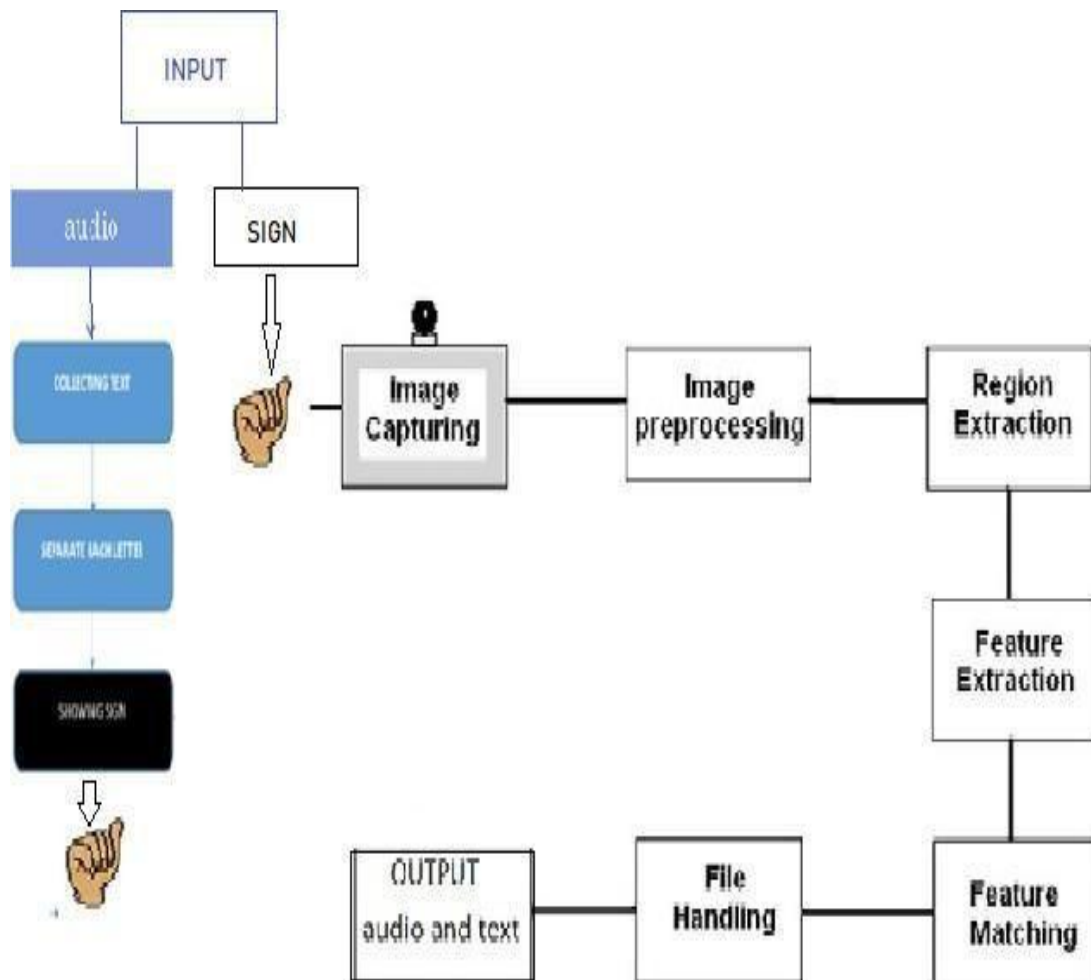 INPUT
audio
SIGN
COLLECTING TEXT
SEPARATE EACH LETTER
SHOWING SIGN
Image
Capturing
Image
preprocessing
Region
Extraction
Feature
Extraction
Feature
Matching
File
Handling
OUTPUT
audio and text